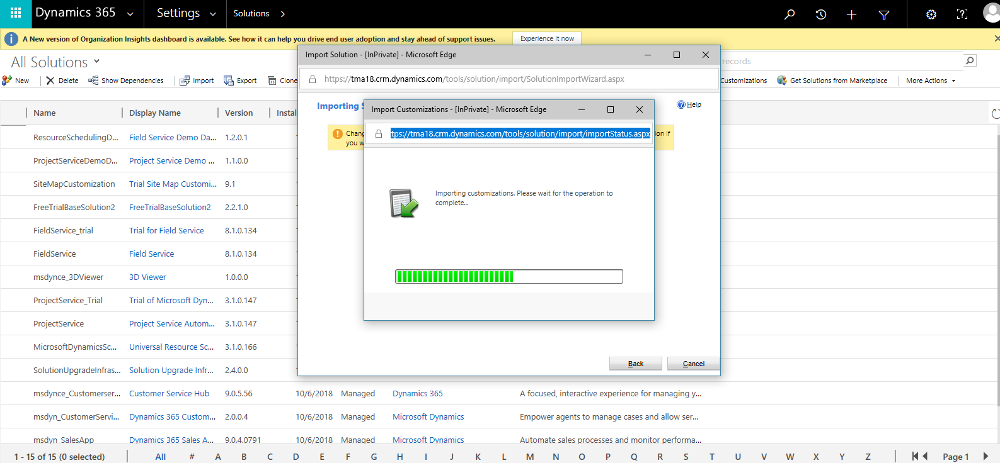 Dynamics 365 Settings Solutions
A New version of Organization Insights dashboard is available. See how it can help you drive end user adoption and stay ahead of support issues. Experience it now
All Solutions
records
New Delete Show Dependencies Import Export Clone
Customizations Get Solutions from Marketplace More Actions
Import Solution - [InPrivate] - Microsoft Edge
https://tma18.crm.dynamics.com/tools/solution/import/SolutionImportWizard.aspx
Importing S
Help
Chang
ion if
you w
Import Customizations - [InPrivate] - Microsoft Edge
tps://tma18.crm.dynamics.com/tools/solution/import/importStatus.aspx
Importing customizations. Please wait for the operation to
complete...
Back Cancel
Name Display Name Version Instal
ResourceSchedulingD... Field Service Demo Da... 1.2.0.1
ProjectServiceDemoD... Project Service Demo ... 1.1.0.0
SiteMapCustomization Trial Site Map Customi... 9.1
FreeTrialBaseSolution2 FreeTrialBaseSolution2 2.2.1.0
FieldService_trial Trial for Field Service 8.1.0.134
FieldService Field Service 8.1.0.134
msdynce_3DViewer 3D Viewer 1.0.0.0
ProjectService_Trial Trial of Microsoft Dyn... 3.1.0.147
ProjectService Project Service Autom... 3.1.0.147
MicrosoftDynamicsSc... Universal Resource Sc... 3.1.0.166
SolutionUpgradeInfras... Solution Upgrade Infr... 2.4.0.0
msdynce_Customerser... Customer Service Hub 9.0.5.56 10/6/2018 Managed Dynamics 365 A focused, interactive experience for managing y...
msdyn_CustomerServi... Dynamics 365 Custom... 2.0.0.4 10/6/2018 Managed Microsoft Dynamics Empower agents to manage cases and allow ser...
msdyn_SalesApp Dynamics 365 Sales A... 9.0.4.0791 10/6/2018 Managed Microsoft Dynamics Automate sales processes and monitor performa...
1 - 15 of 15 (0 selected) All # A B C D E F G H I J K L M N O P Q R S T U V W X Y Z Page 1